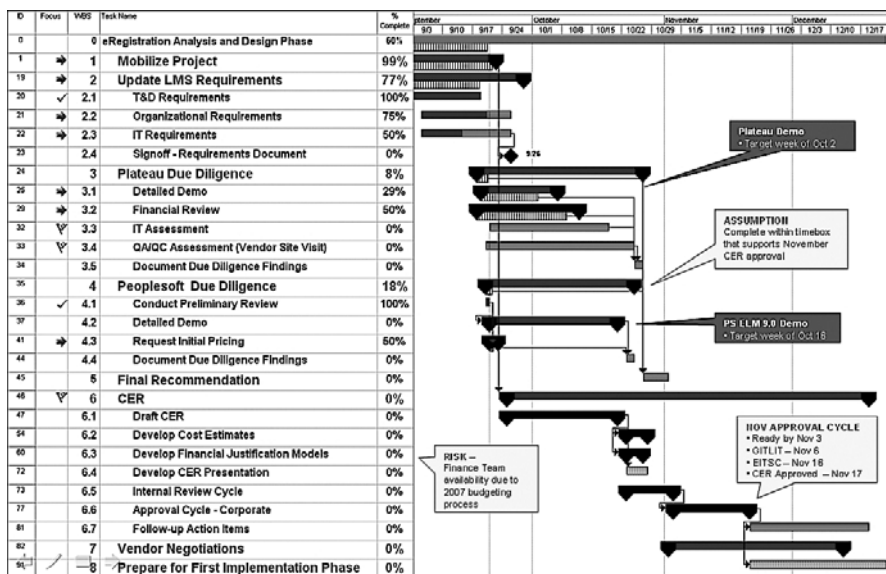 ID Focus WBS Task Name % Complete
ptember October November December
9/3 9/10 9/17 9/24 10/1 10/8 10/15 10/22 10/29 11/5 11/12 11/19 11/26 12/3 12/10 12/17
0 0 eRegistration Analysis and Design Phase 60%
1 1 Mobilize Project 99%
19 2 Update LMS Requirements 77%
20 2.1 T&D Requirements 100%
21 2.2 Organizational Requirements 75%
22 2.3 IT Requirements 50%
23 2.4 Signoff - Requirements Document 0%
9/26
24 3 Plateau Due Diligence 8%
25 3.1 Detailed Demo 29%
29 3.2 Financial Review 50%
32 3.3 IT Assessment 0%
33 3.4 QA/QC Assessment (Vendor Site Visit) 0%
34 3.5 Document Due Diligence Findings 0%
35 4 Peoplesoft Due Diligence 18%
36 4.1 Conduct Preliminary Review 100%
37 4.2 Detailed Demo 0%
41 4.3 Request Initial Pricing 50%
44 4.4 Document Due Diligence Findings 0%
45 5 Final Recommendation 0%
46 6 CER 0%
47 6.1 Draft CER 0%
54 6.2 Develop Cost Estimates 0%
60 6.3 Develop Financial Justification Models 0%
72 6.4 Develop CER Presentation 0%
73 6.5 Internal Review Cycle 0%
77 6.6 Approval Cycle - Corporate 0%
81 6.7 Follow-up Action Items 0%
82 7 Vendor Negotiations 0%
8 Prepare for First Implementation Phase 0%
Plateau Demo
• Target week of Oct 2
ASSUMPTION
Complete within timebox
that supports November
CER approval
PS ELM 9.0 Demo
• Target week of Oct 16
RISK –
Finance Team
availability due to
2007 budgeting
process
NOV APPROVAL CYCLE
• Ready by Nov 3
• GITLIT – Nov 6
• EITSC – Nov 16
• CER Approved – Nov 17